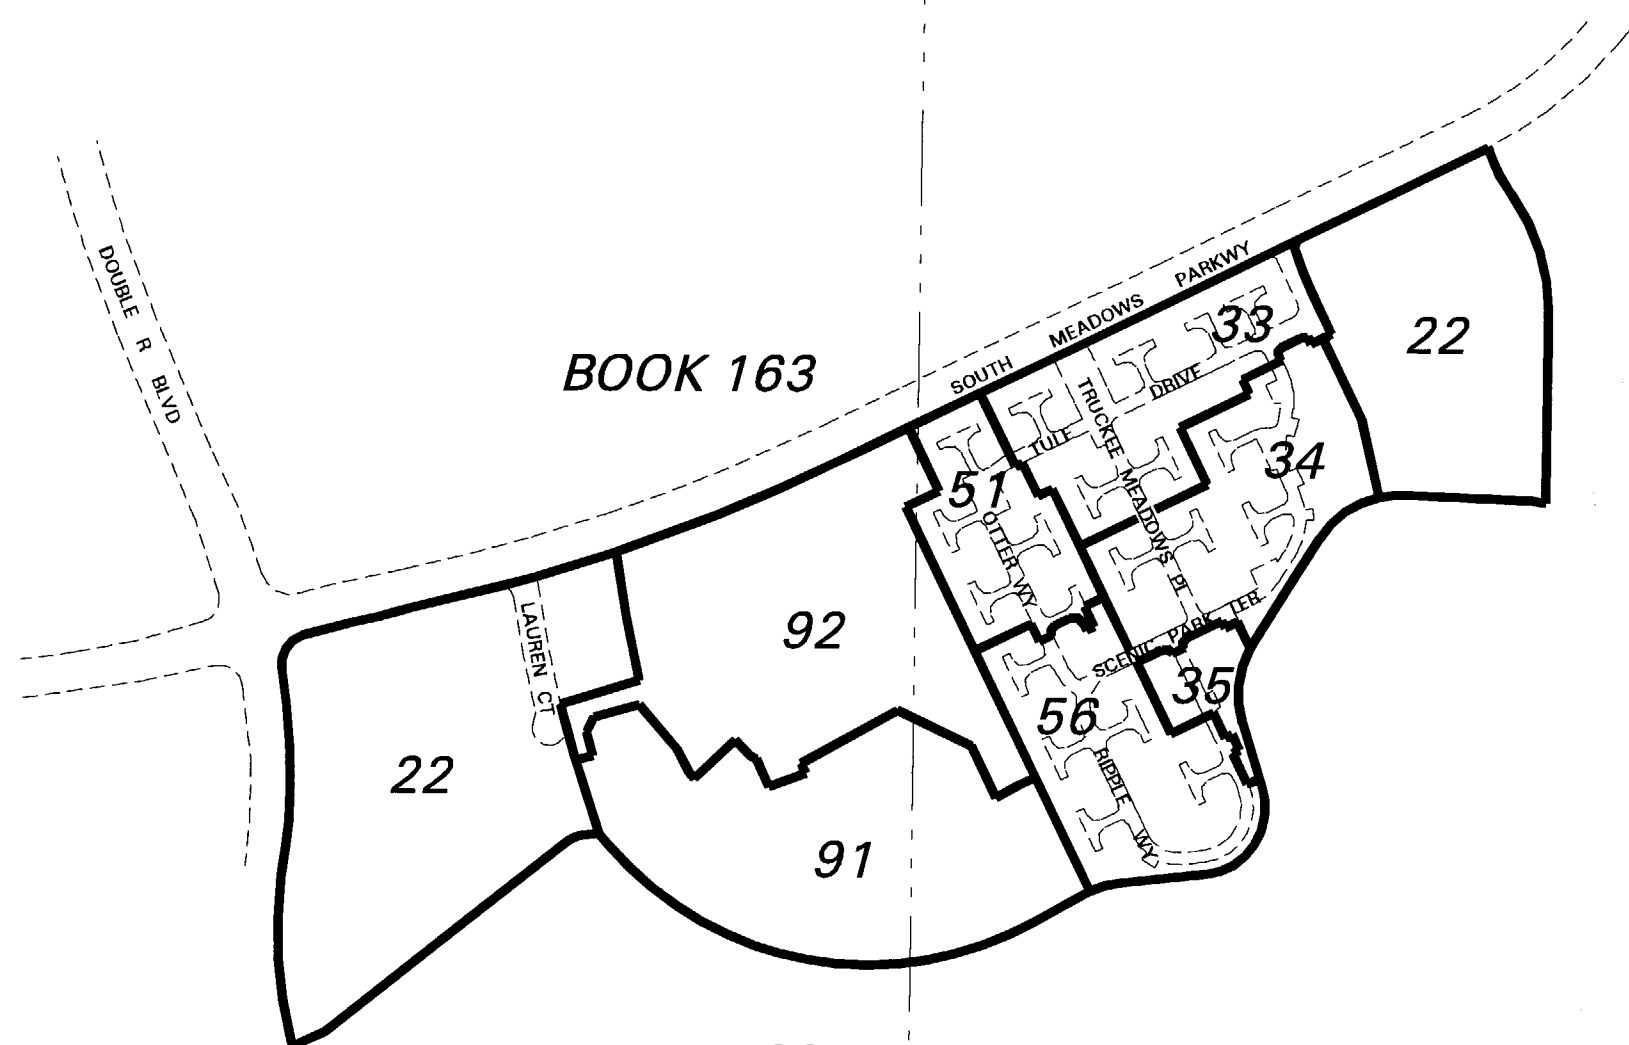 DOUBLE R BLVD
BOOK 163
SOUTH MEADOWS PARKWY
33
22
TULE DRIVE
TRUCKEE MEADOWS PL
34
51
OTTER WY
92
LAUREN CT
SCENIC PARK TER
35
56
22
RIPPLE WY
91